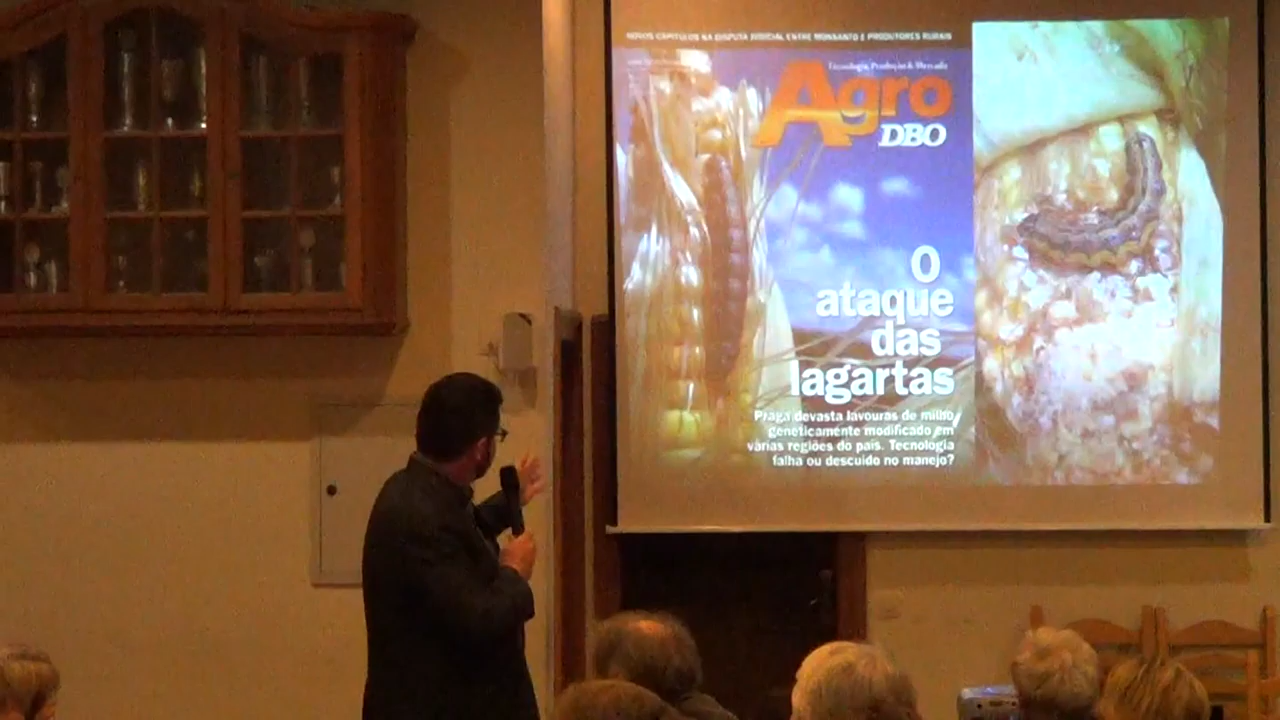 NOVOS CAPÍTULOS NA DISPUTA JUDICIAL ENTRE MONSANTO E PRODUTORES RURAIS
Tecnologia, Produção & Mercado
Agro
DBO
O
ataque
das
lagartas
Praga devasta lavouras de milho
geneticamente modificado em
várias regiões do país. Tecnologia
falha ou descuido no manejo?